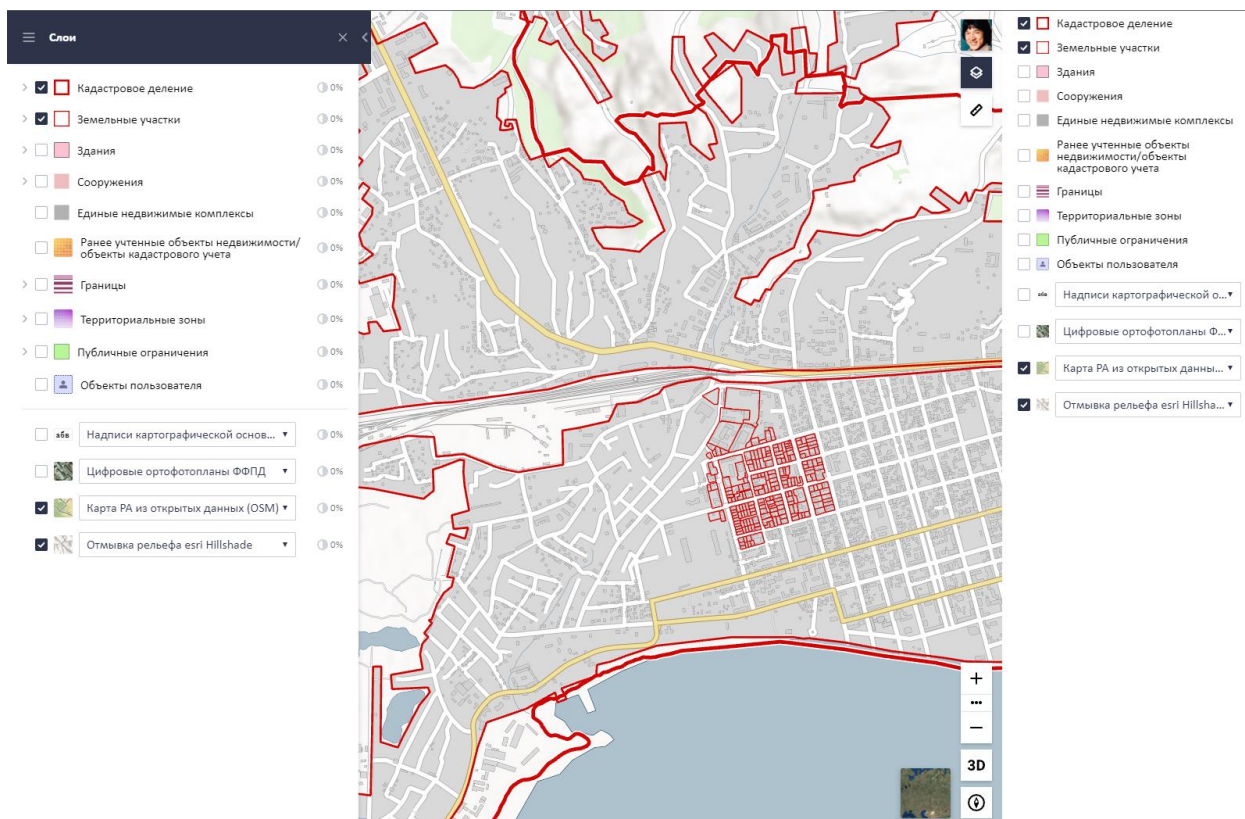 Слои
Кадастровое деление
0%
Земельные участки
0%
Здания
0%
Сооружения
0%
Единые недвижимые комплексы
0%
Ранее учтенные объекты недвижимости/
объекты кадастрового учета
0%
Границы
0%
Территориальные зоны
0%
Публичные ограничения
0%
Объекты пользователя
0%
абв
Надписи картографической основ...
0%
Цифровые ортофотопланы ФФПД
0%
Карта РА из открытых данных (OSM)
0%
Отмывка рельефа esri Hillshade
0%
3D
Кадастровое деление
Земельные участки
Здания
Сооружения
Единые недвижимые комплексы
Ранее учтенные объекты
недвижимости/объекты
кадастрового учета
Границы
Территориальные зоны
Публичные ограничения
Объекты пользователя
абв
Надписи картографической о...
Цифровые ортофотопланы Ф...
Карта РА из открытых данны...
Отмывка рельефа esri Hillsha...